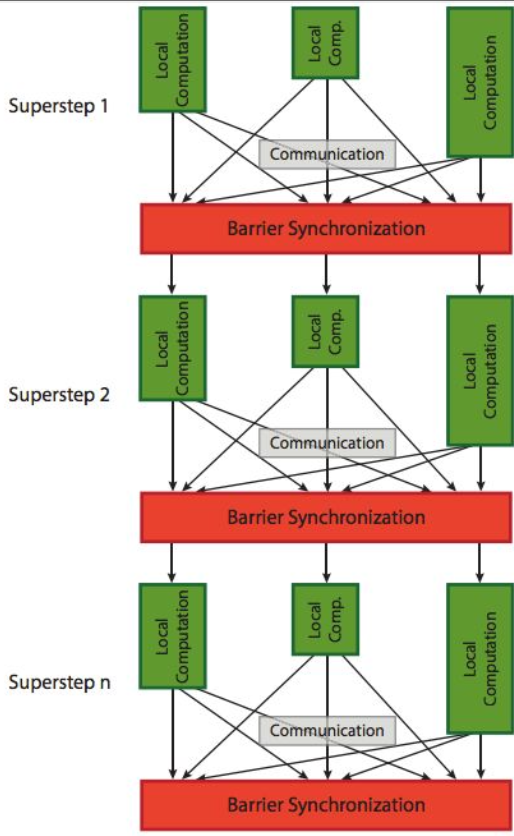 Superstep 1
Local
Computation
Local
Comp.
Local
Computation
Communication
Barrier Synchronization
Superstep 2
Local
Computation
Local
Comp.
Local
Computation
Communication
Barrier Synchronization
Superstep n
Local
Computation
Local
Comp.
Local
Computation
Communication
Barrier Synchronization